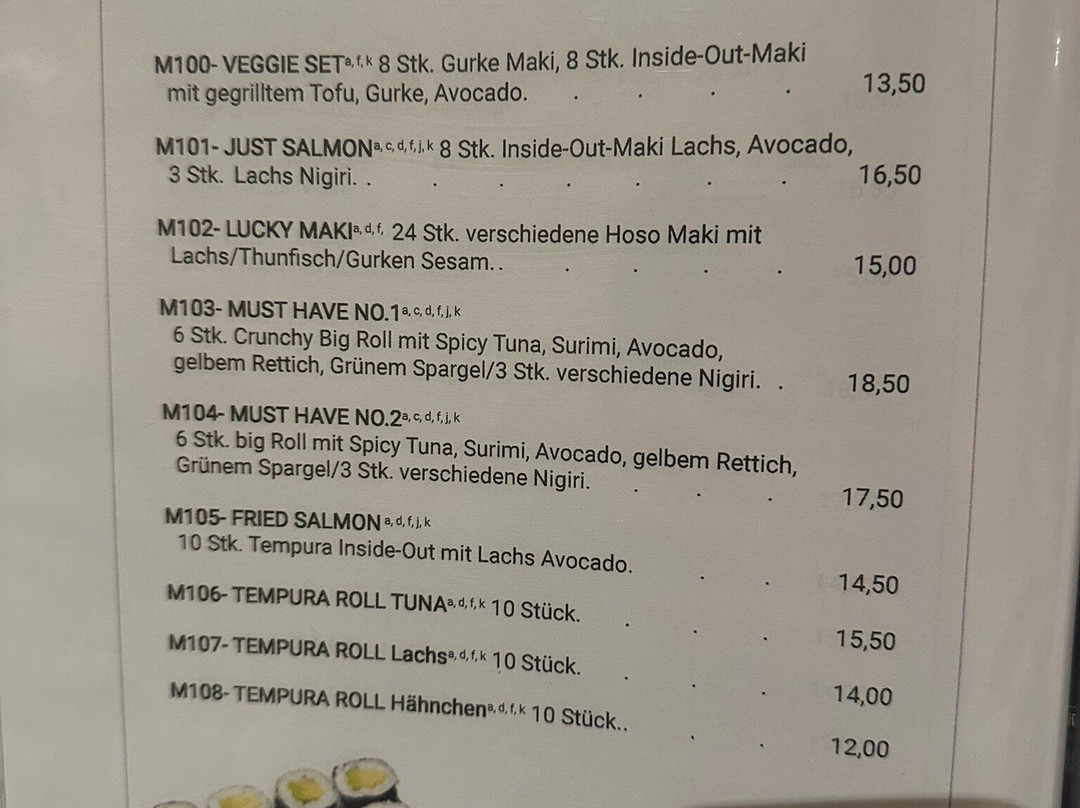 M100- VEGGIE SETa, f, k 8 Stk. Gurke Maki, 8 Stk. Inside-Out-Maki
mit gegrilltem Tofu, Gurke, Avocado. . . . . 13,50
M101- JUST SALMONa, c, d, f, j, k 8 Stk. Inside-Out-Maki Lachs, Avocado,
3 Stk. Lachs Nigiri. . . . . . . . 16,50
M102- LUCKY MAKIa, d, f, 24 Stk. verschiedene Hoso Maki mit
Lachs/Thunfisch/Gurken Sesam.. . . . . 15,00
M103- MUST HAVE NO.1a, c, d, f, j, k
6 Stk. Crunchy Big Roll mit Spicy Tuna, Surimi, Avocado,
gelbem Rettich, Grünem Spargel/3 Stk. verschiedene Nigiri. . 18,50
M104- MUST HAVE NO.2a, c, d, f, j, k
6 Stk. big Roll mit Spicy Tuna, Surimi, Avocado, gelbem Rettich,
Grünem Spargel/3 Stk. verschiedene Nigiri. . . . 17,50
M105- FRIED SALMON a, d, f, j, k
10 Stk. Tempura Inside-Out mit Lachs Avocado. . . 14,50
M106- TEMPURA ROLL TUNAa, d, f, k 10 Stück. . . . 15,50
M107- TEMPURA ROLL Lachsa, d, f, k 10 Stück. . . . 14,00
M108- TEMPURA ROLL Hähnchena, d, f, k 10 Stück.. . . 12,00